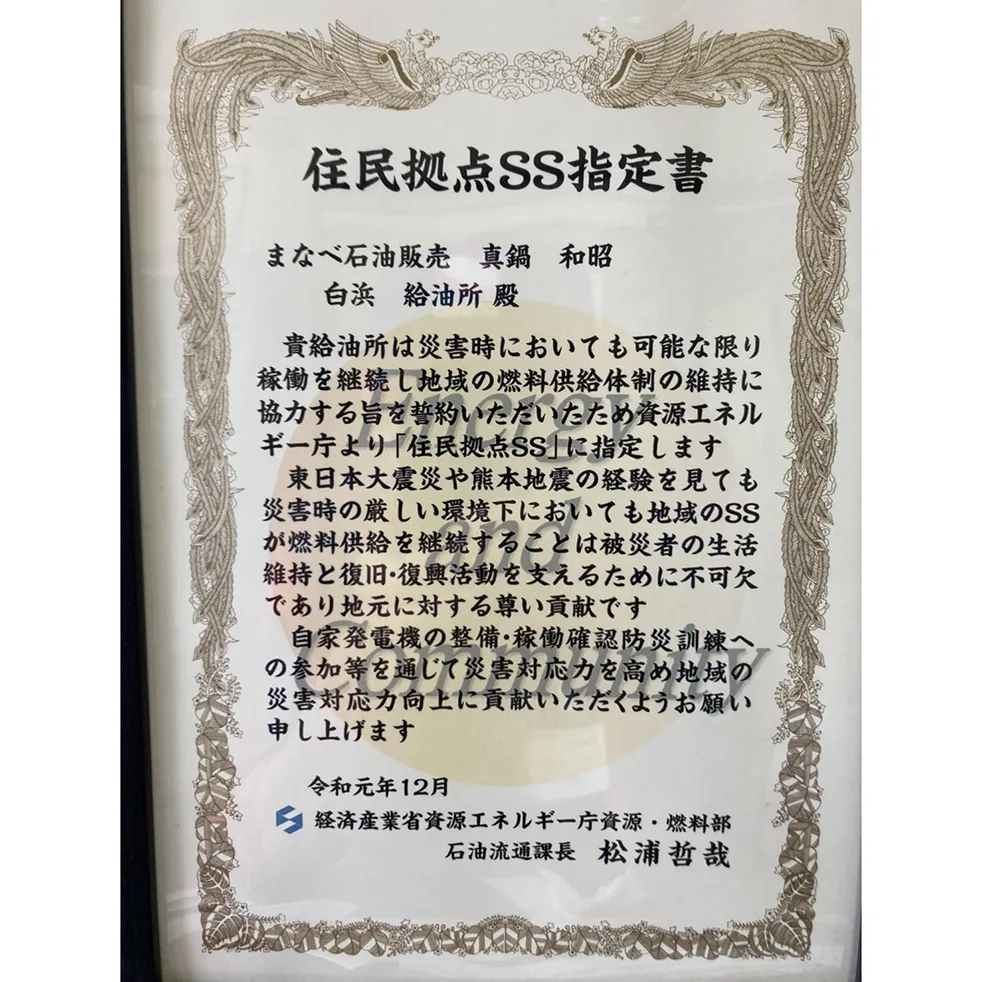 住民拠点SS指定書
まなべ石油販売　真鍋　和昭
白浜　給油所 殿
貴給油所は災害時においても可能な限り
稼働を継続し地域の燃料供給体制の維持に
協力する旨を誓約いただいたため資源エネル
ギー庁より「住民拠点SS」に指定します
東日本大震災や熊本地震の経験を見ても
災害時の厳しい環境下においても地域のSS
が燃料供給を継続することは被災者の生活
維持と復旧・復興活動を支えるために不可欠
であり地元に対する尊い貢献です
自家発電機の整備・稼働確認防災訓練へ
の参加等を通じて災害対応力を高め地域の
災害対応力向上に貢献いただくようお願い
申し上げます
令和元年12月
経済産業省資源エネルギー庁資源・燃料部
石油流通課長　松浦哲哉
Energy
and
Community